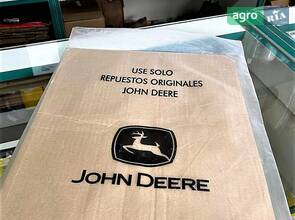 agro RIA
USE SOLO
REPUESTOS ORIGINALES
JOHN DEERE
JOHN DEERE